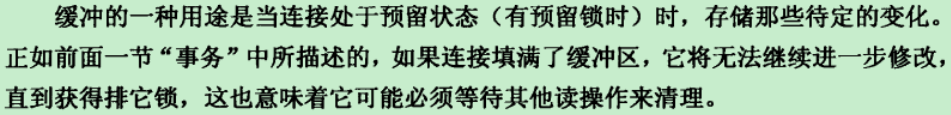 缓冲的一种用途是当连接处于预留状态（有预留锁时）时，存储那些待定的变化。
正如前面一节“事务”中所描述的，如果连接填满了缓冲区，它将无法继续进一步修改，
直到获得排它锁，这也意味着它可能必须等待其他读操作来清理。